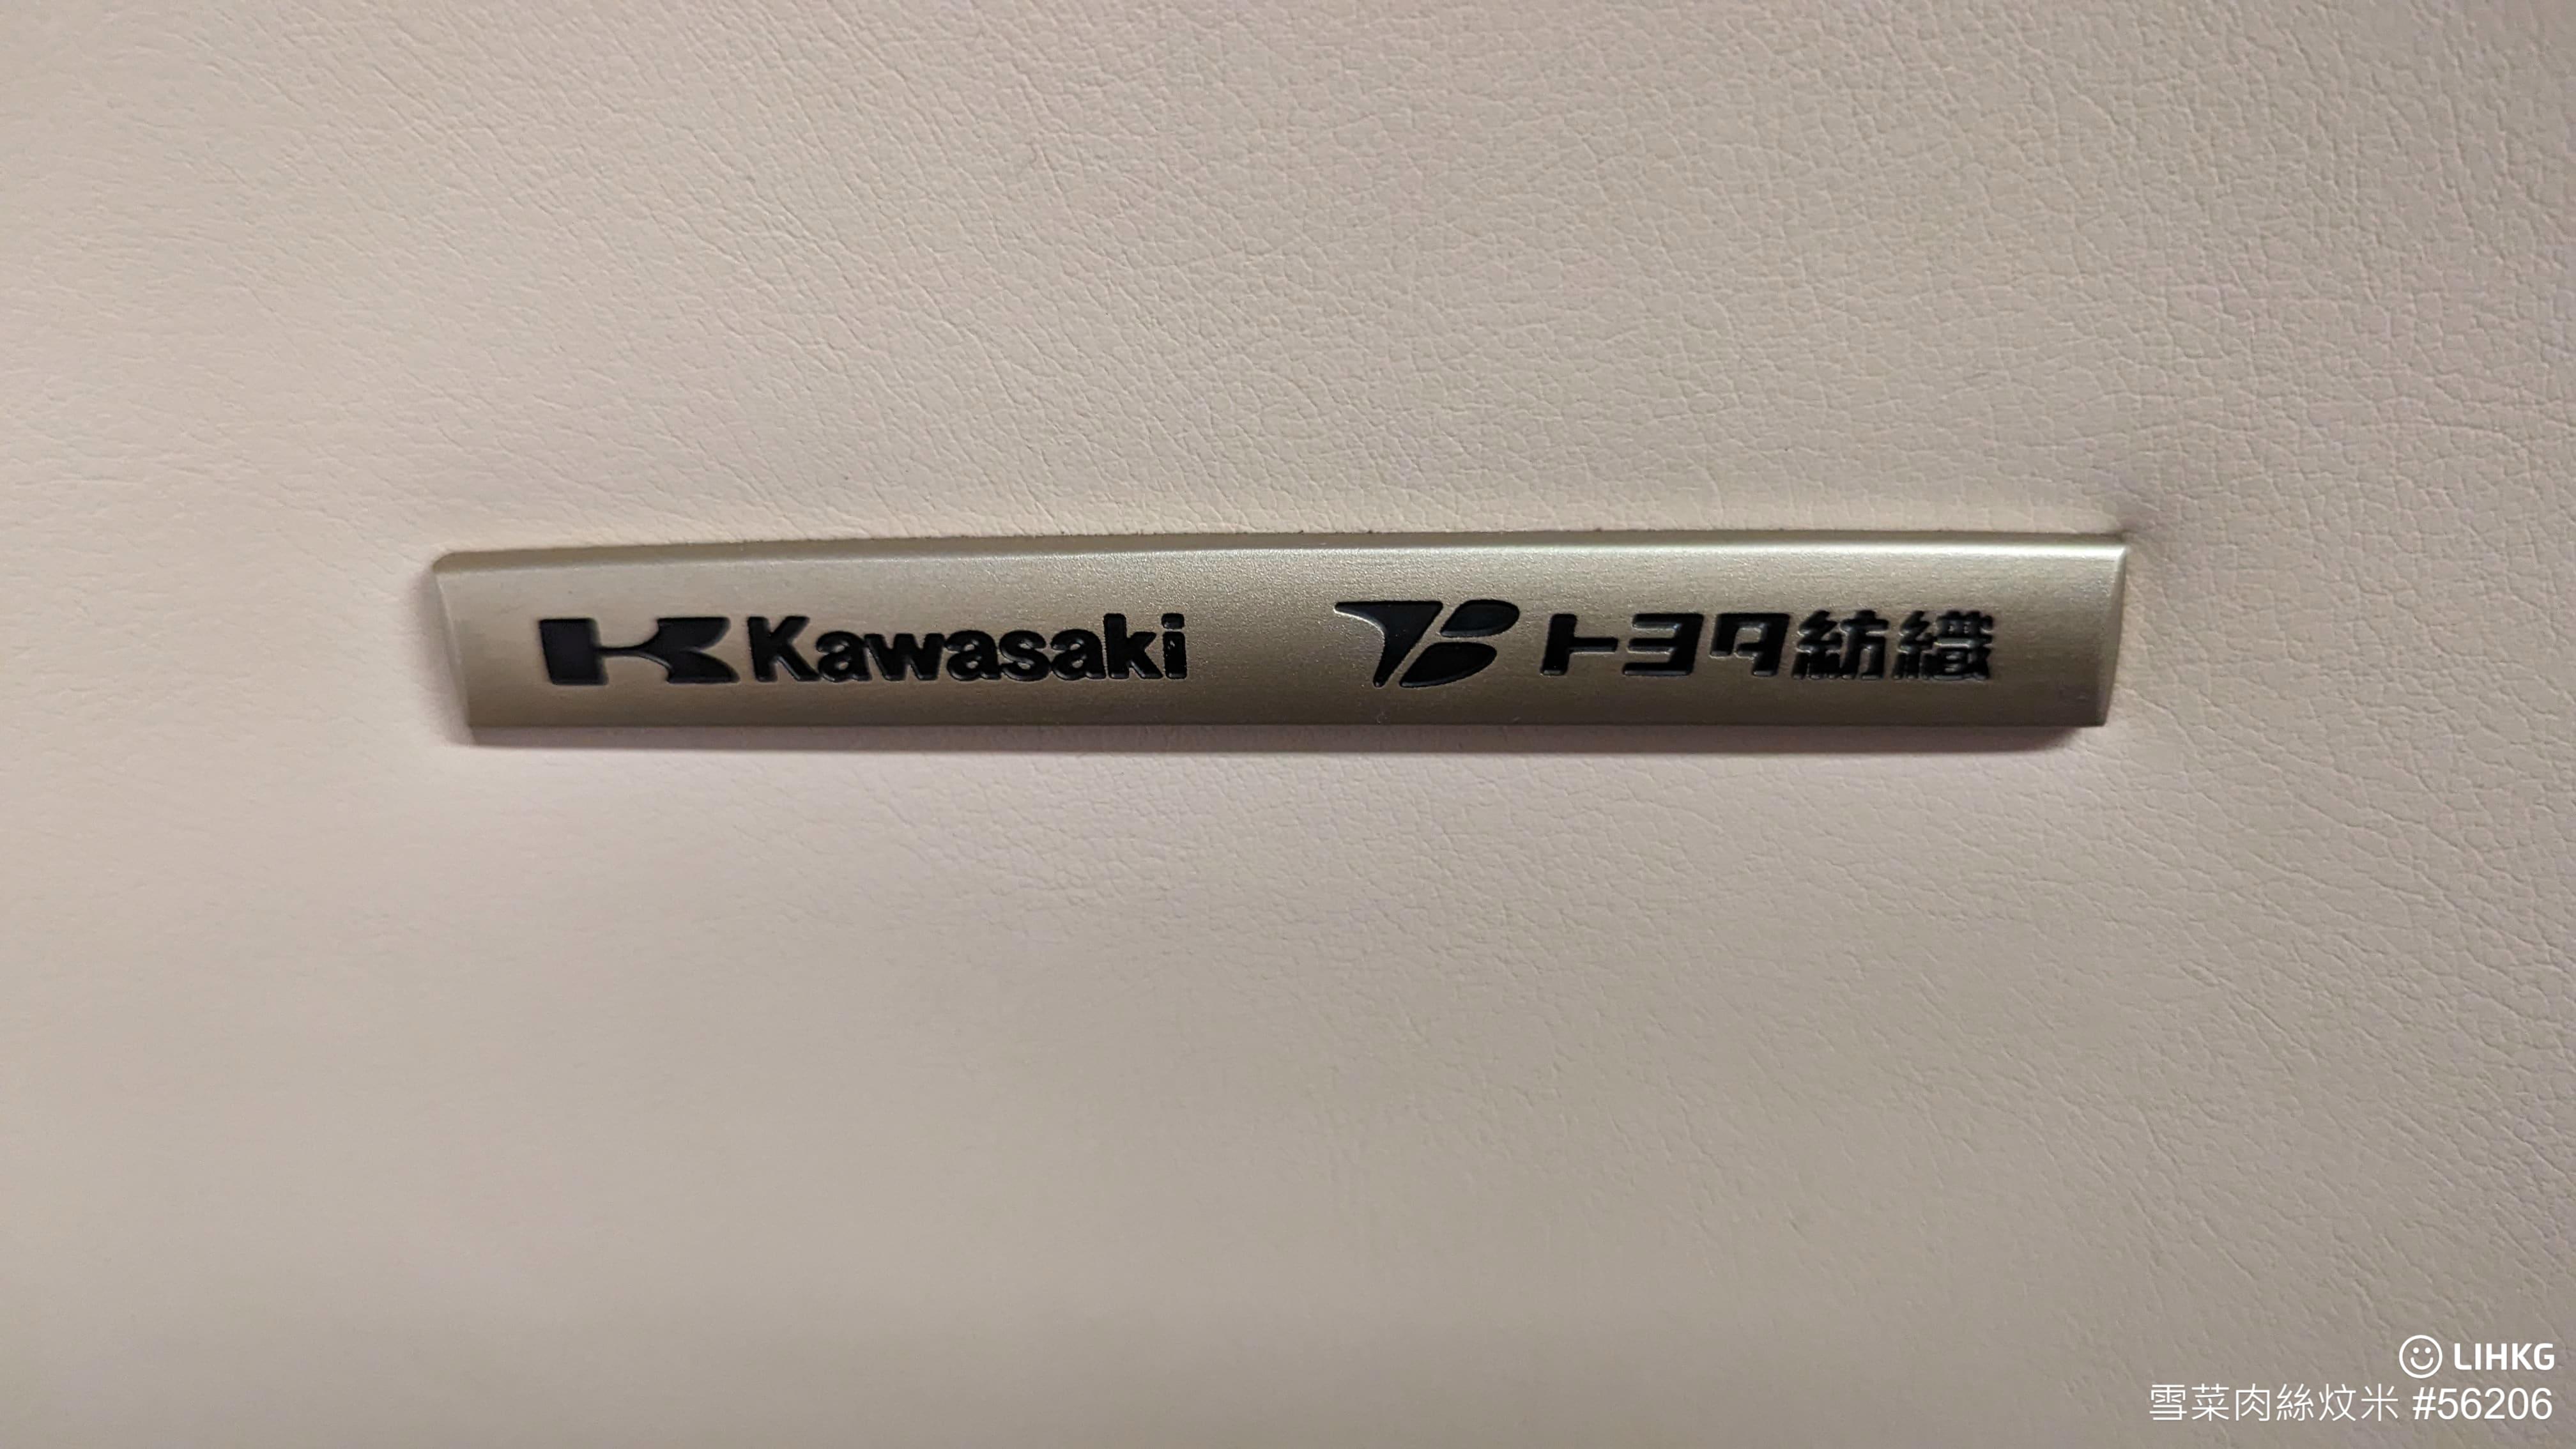 Kawasaki トヨタ紡織
LIHKG
雪菜肉絲炆米 #56206